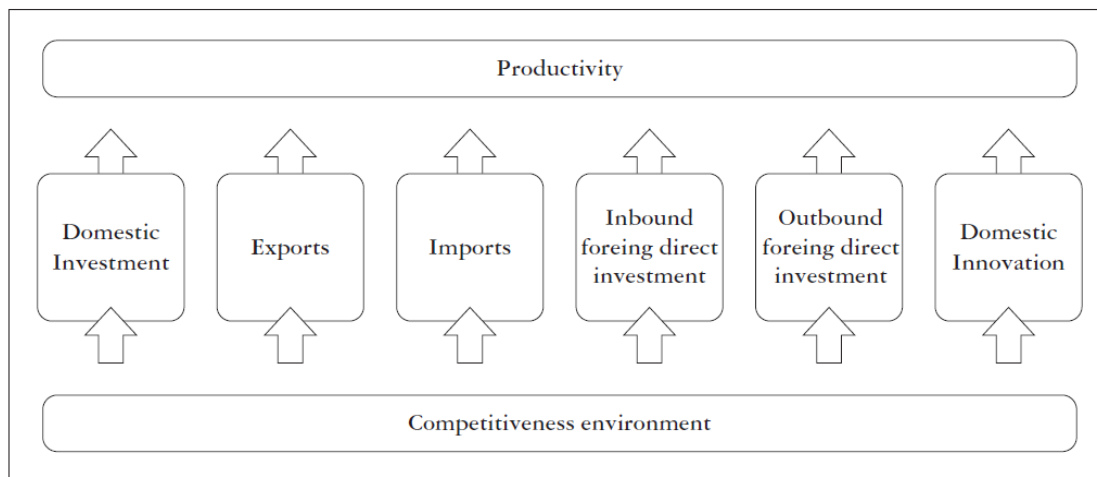 Productivity
Domestic
Investment
Exports
Imports
Inbound
foreing direct
investment
Outbound
foreing direct
investment
Domestic
Innovation
Competitiveness environment